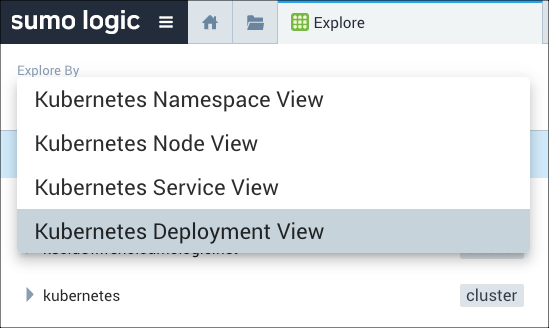 sumo logic
Explore
Explore By
Kubernetes Namespace View
Kubernetes Node View
Kubernetes Service View
Kubernetes Deployment View
kubernetes
cluster